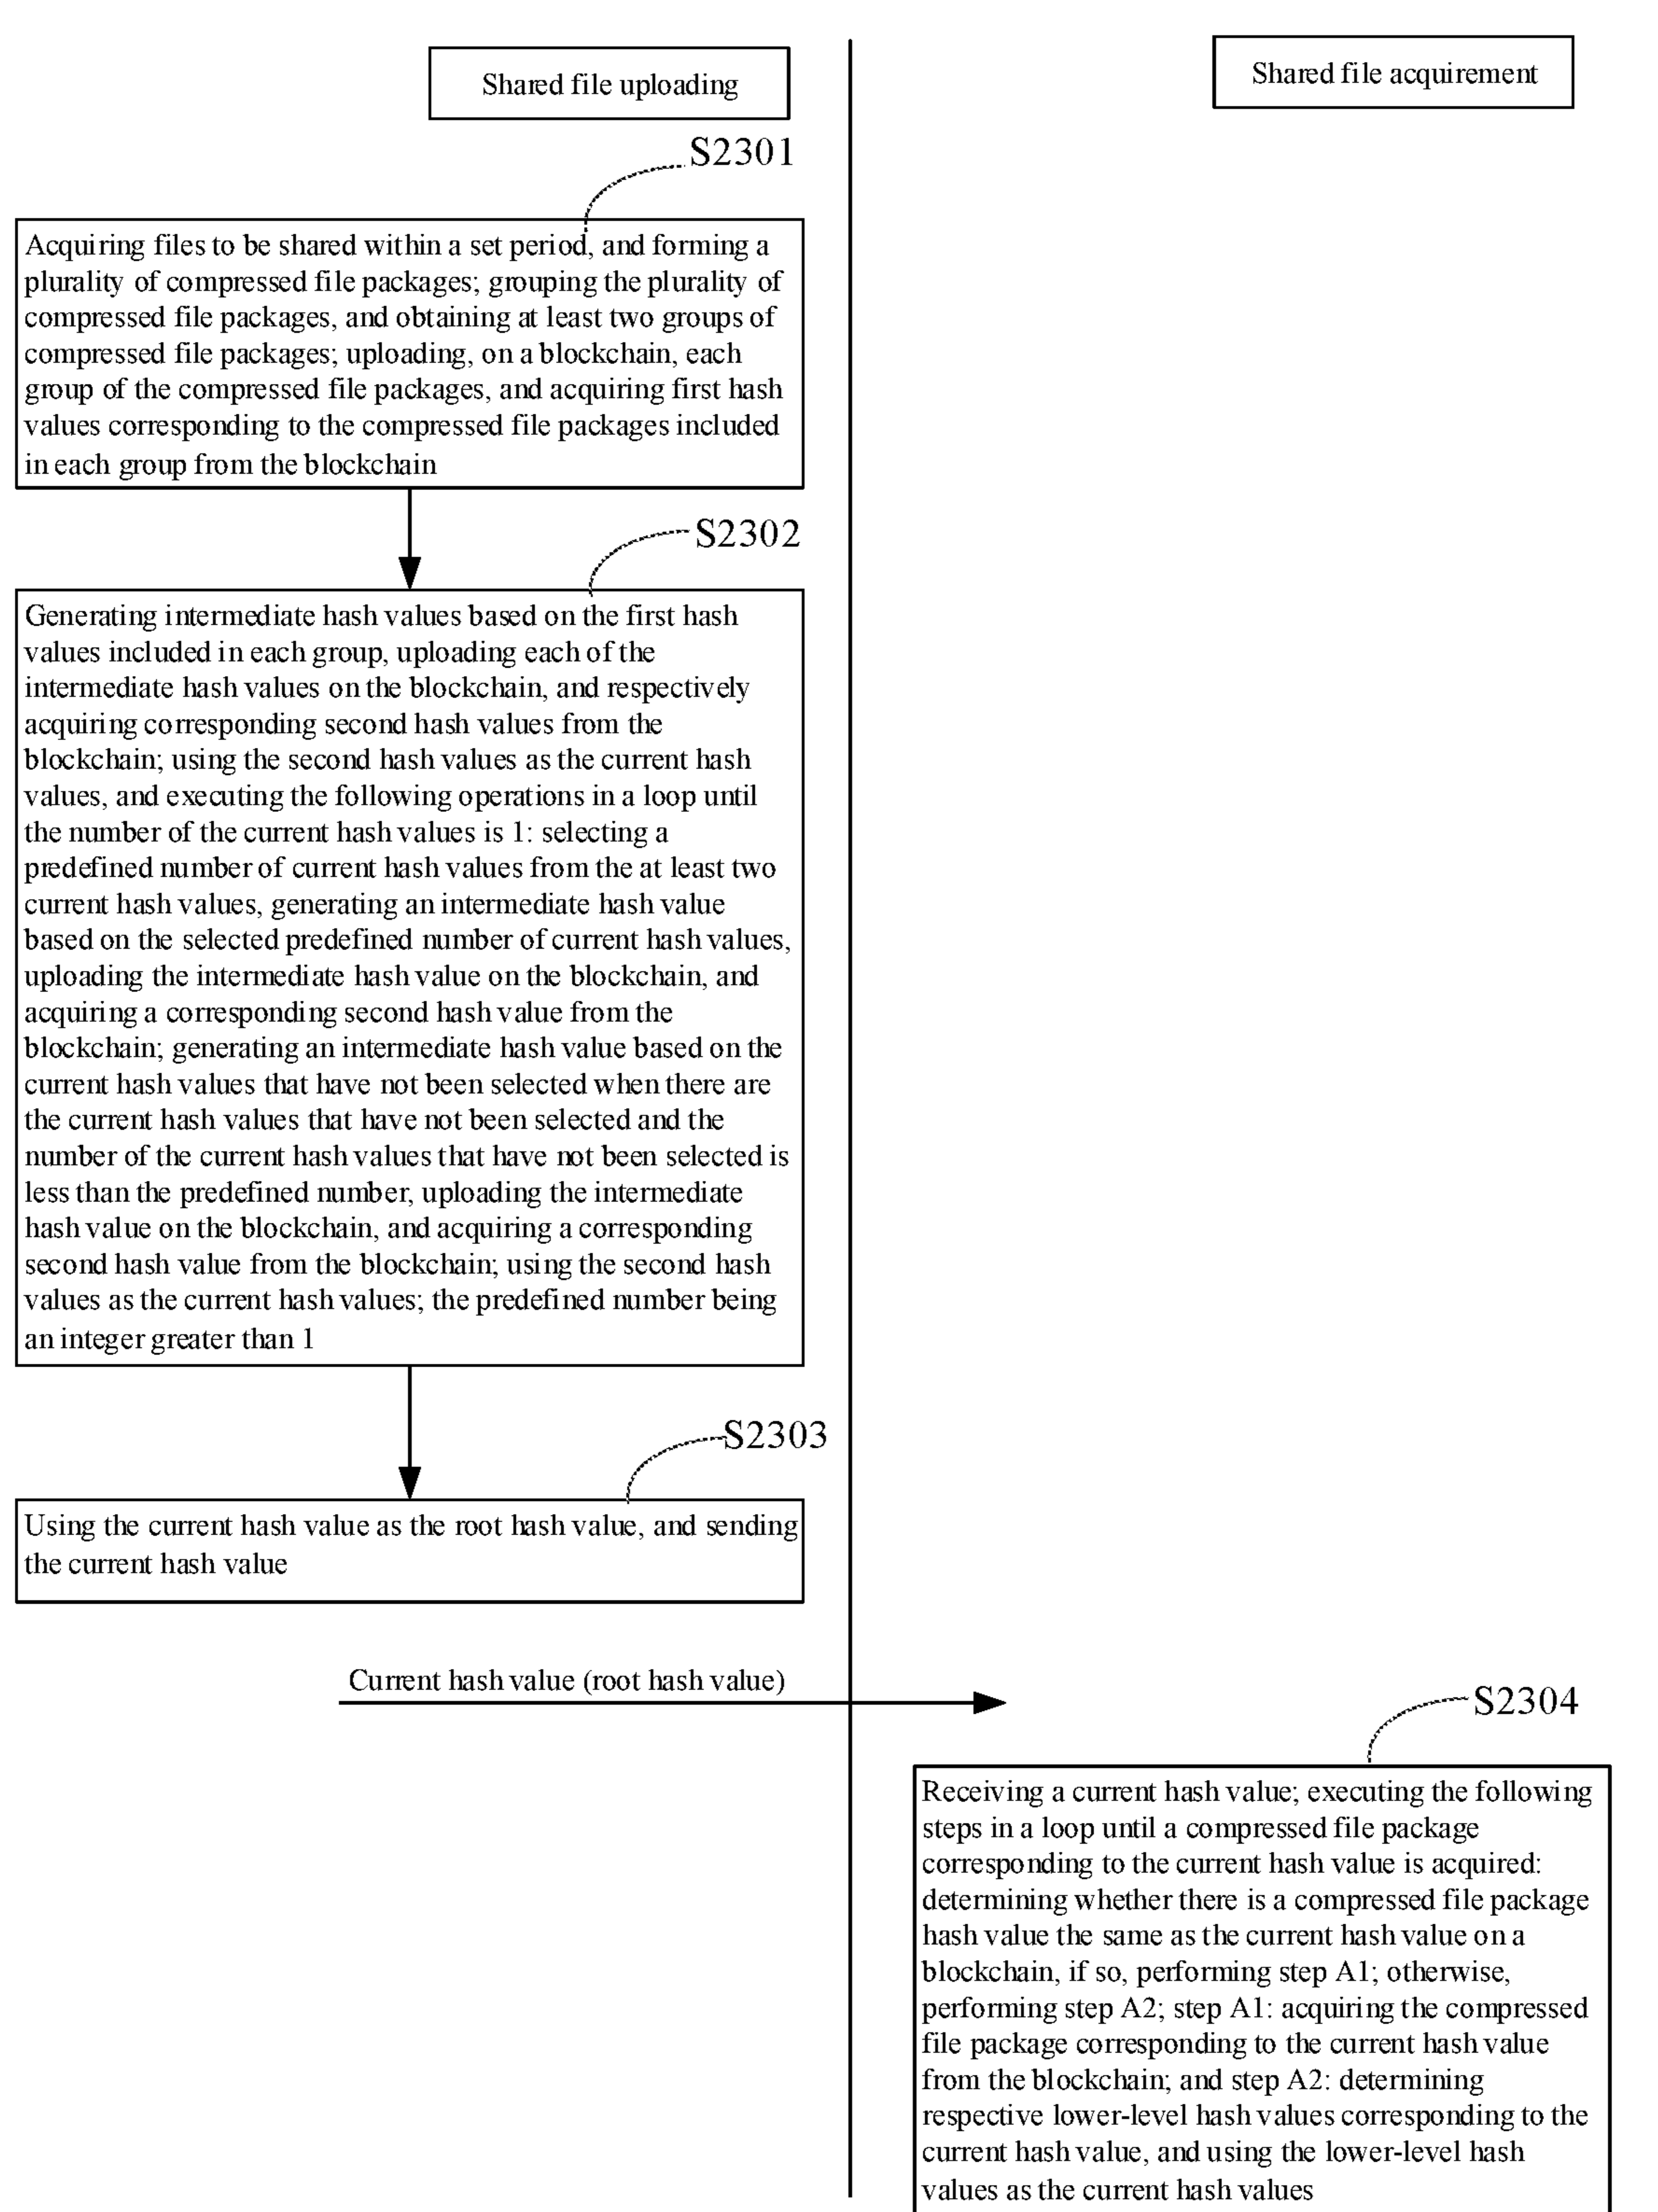 Shared file uploading
Shared file acquirement
S2301
Acquiring files to be shared within a set period, and forming a
plurality of compressed file packages; grouping the plurality of
compressed file packages, and obtaining at least two groups of
compressed file packages; uploading, on a blockchain, each
group of the compressed file packages, and acquiring first hash
values corresponding to the compressed file packages included
in each group from the blockchain
S2302
Generating intermediate hash values based on the first hash
values included in each group, uploading each of the
intermediate hash values on the blockchain, and respectively
acquiring corresponding second hash values from the
blockchain; using the second hash values as the current hash
values, and executing the following operations in a loop until
the number of the current hash values is 1: selecting a
predefined number of current hash values from the at least two
current hash values, generating an intermediate hash value
based on the selected predefined number of current hash values,
uploading the intermediate hash value on the blockchain, and
acquiring a corresponding second hash value from the
blockchain; generating an intermediate hash value based on the
current hash values that have not been selected when there are
the current hash values that have not been selected and the
number of the current hash values that have not been selected is
less than the predefined number, uploading the intermediate
hash value on the blockchain, and acquiring a corresponding
second hash value from the blockchain; using the second hash
values as the current hash values; the predefined number being
an integer greater than 1
S2303
Using the current hash value as the root hash value, and sending
the current hash value
Current hash value (root hash value)
S2304
Receiving a current hash value; executing the following
steps in a loop until a compressed file package
corresponding to the current hash value is acquired:
determining whether there is a compressed file package
hash value the same as the current hash value on a
blockchain, if so, performing step A1; otherwise,
performing step A2; step A1: acquiring the compressed
file package corresponding to the current hash value
from the blockchain; and step A2: determining
respective lower-level hash values corresponding to the
current hash value, and using the lower-level hash
values as the current hash values